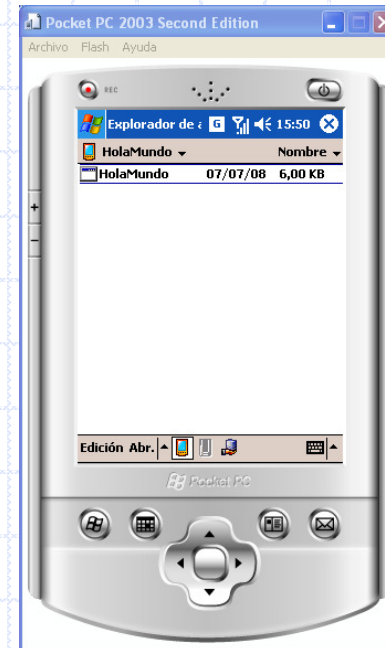 Pocket PC 2003 Second Edition
Archivo Flash Ayuda
REC
Explorador de a G 15:50
HolaMundo Nombre
HolaMundo 07/07/08 6,00 KB
Edición Abr.
Pocket PC